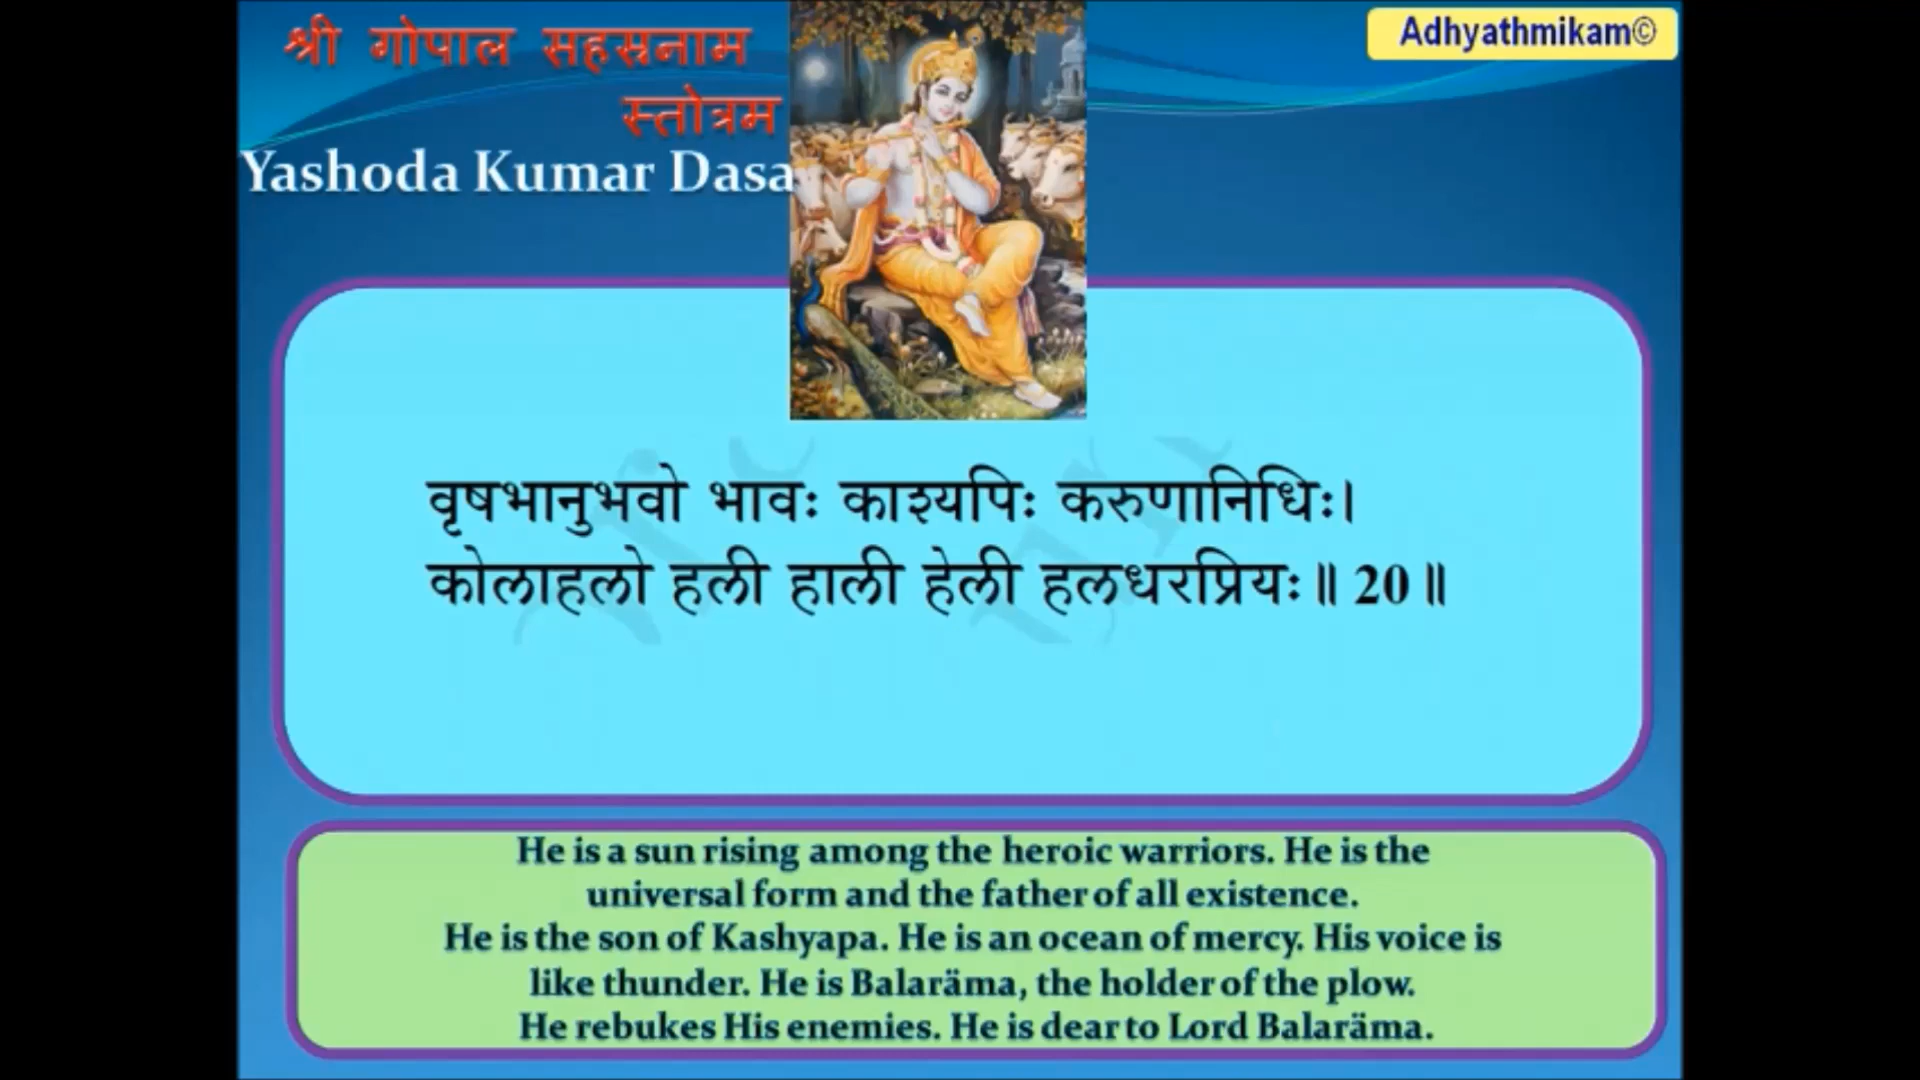 श्री गोपाल सहस्रनाम
स्तोत्रम
Yashoda Kumar Dasa
Adhyathmikam©
वृषभानुभवो भावः काश्यपिः करुणानिधिः।
कोलाहलो हली हाली हेली हलधरप्रियः॥ 20॥
He is a sun rising among the heroic warriors. He is the
universal form and the father of all existence.
He is the son of Kashyapa. He is an ocean of mercy. His voice is
like thunder. He is Balaräma, the holder of the plow.
He rebukes His enemies. He is dear to Lord Balaräma.